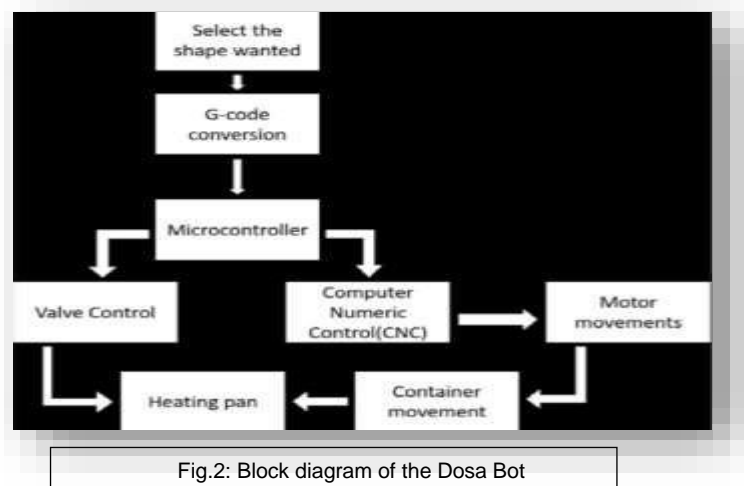 Select the
shape wanted
G-code
conversion
Microcontroller
Valve Control
Computer
Numeric
Control(CNC)
Motor
movements
Heating pan
Container
movement
Fig.2: Block diagram of the Dosa Bot